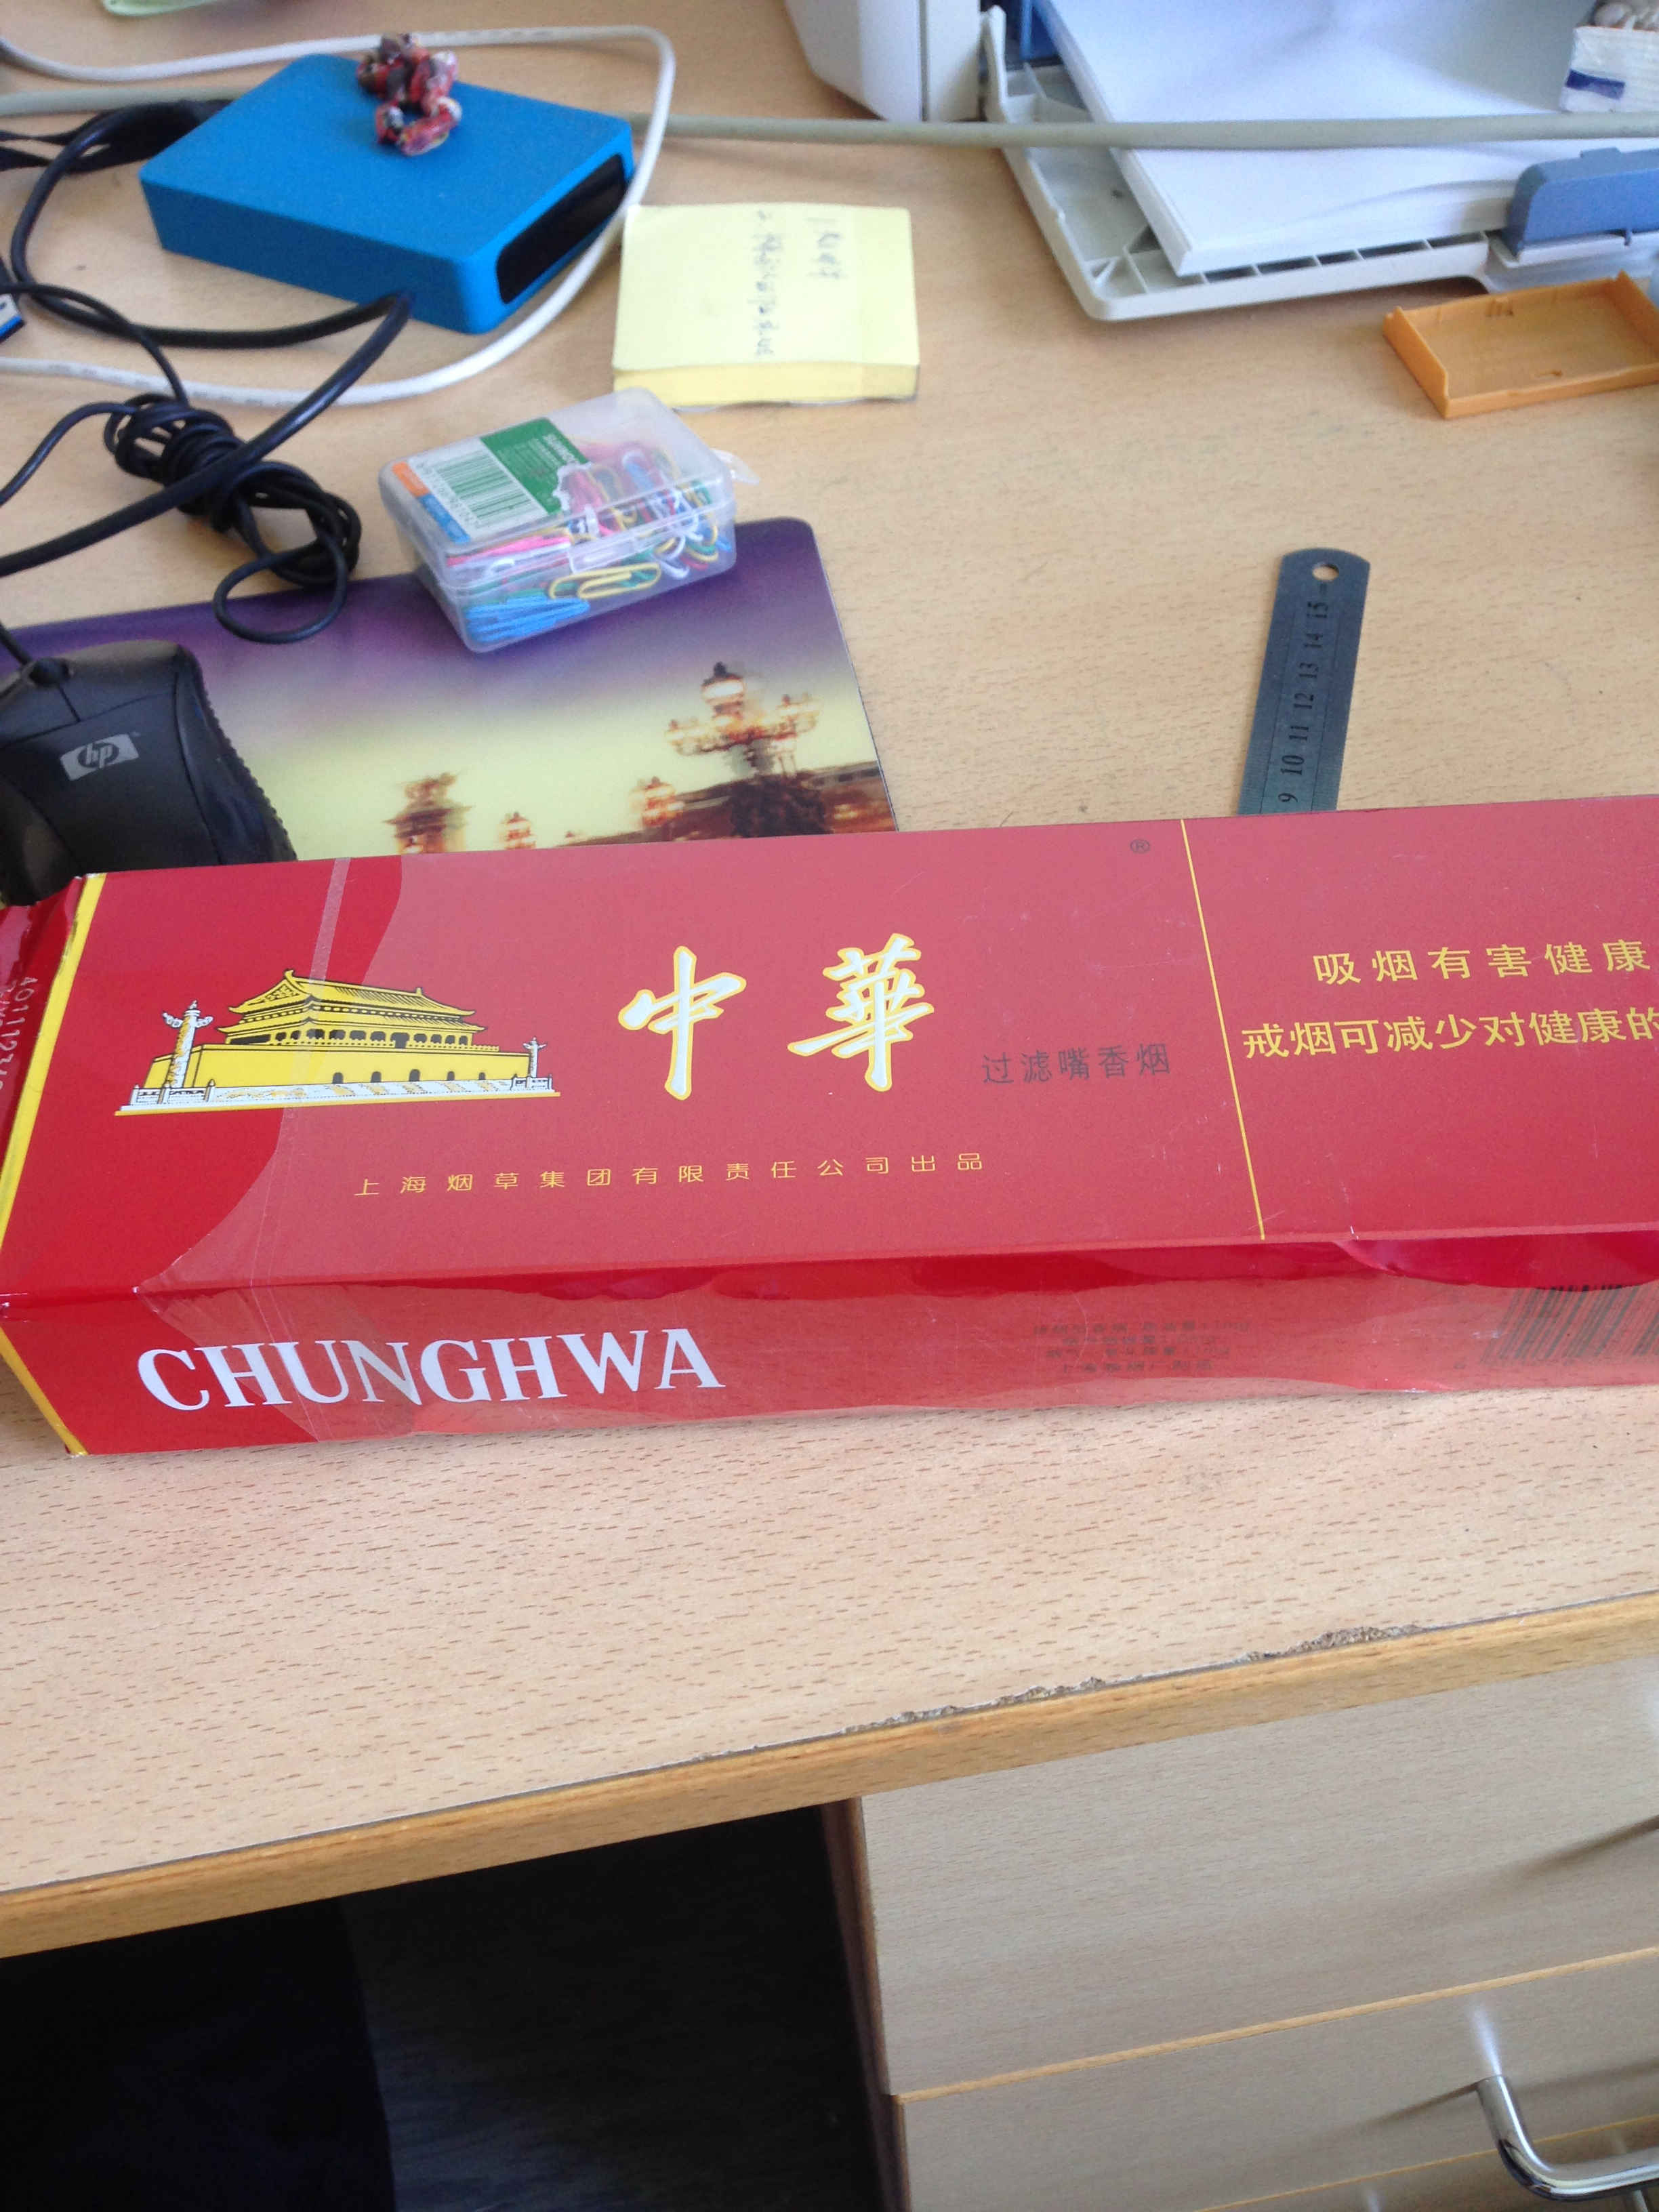 hp
15
14
13
12
11
10
9
®
中華
过滤嘴香烟
上海烟草集团有限责任公司出品
吸烟有害健康
戒烟可减少对健康的
CHUNGHWA